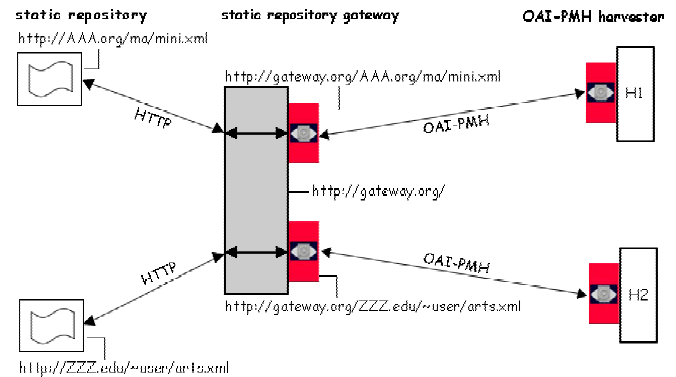 static repository
static repository gateway
OAI-PMH harvester
http://AAA.org/ma/mini.xml
http://gateway.org/AAA.org/ma/mini.xml
H1
HTTP
OAI-PMH
http://gateway.org/
HTTP
OAI-PMH
H2
http://gateway.org/ZZZ.edu/~user/arts.xml
http://ZZZ.edu/~user/arts.xml